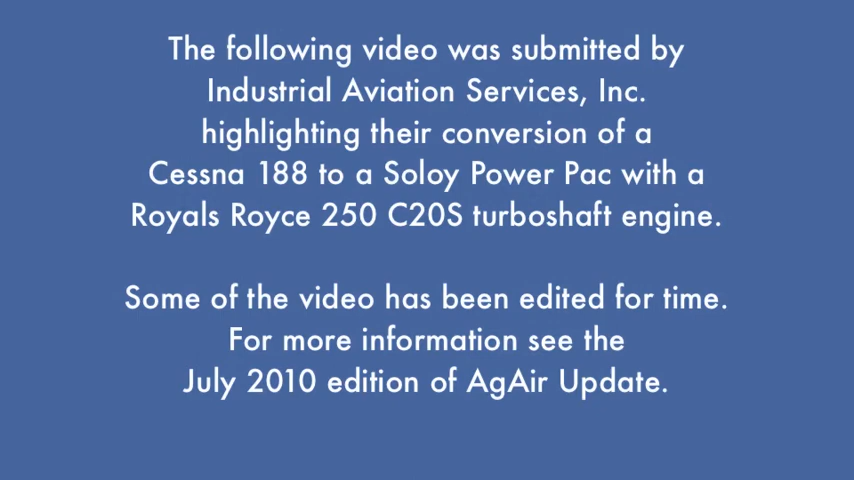 The following video was submitted by
Industrial Aviation Services, Inc.
highlighting their conversion of a
Cessna 188 to a Soloy Power Pac with a
Royals Royce 250 C20S turboshaft engine.
Some of the video has been edited for time.
For more information see the
July 2010 edition of AgAir Update.